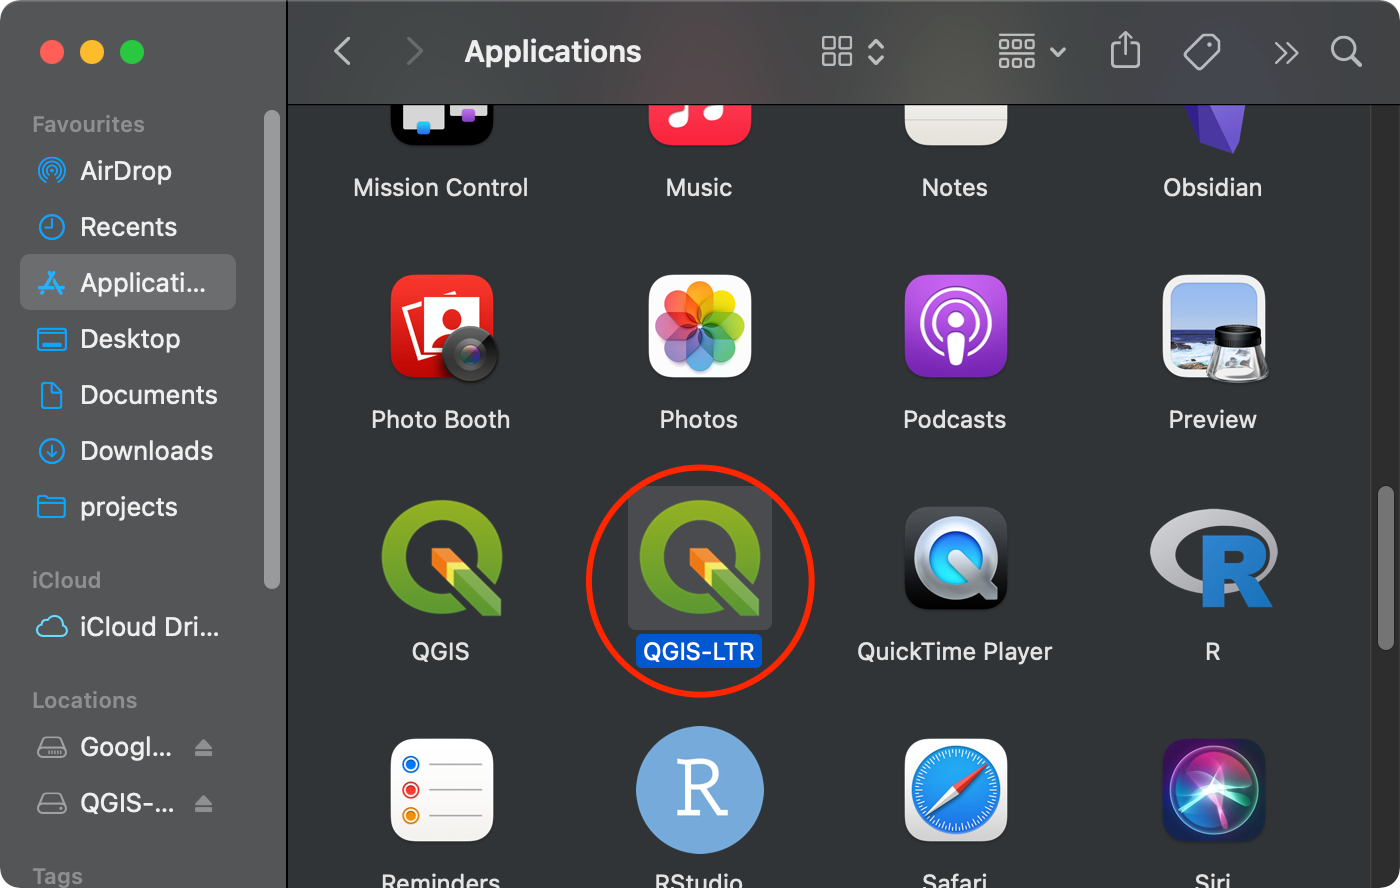 Applications
Favourites
AirDrop
Recents
Applicati...
Desktop
Documents
Downloads
projects
iCloud
iCloud Dri...
Locations
Googl...
QGIS-...
Tags
Mission Control
Music
Notes
Obsidian
Photo Booth
Photos
Podcasts
Preview
QGIS
QGIS-LTR
QuickTime Player
R
Reminders
RStudio
Safari
Siri